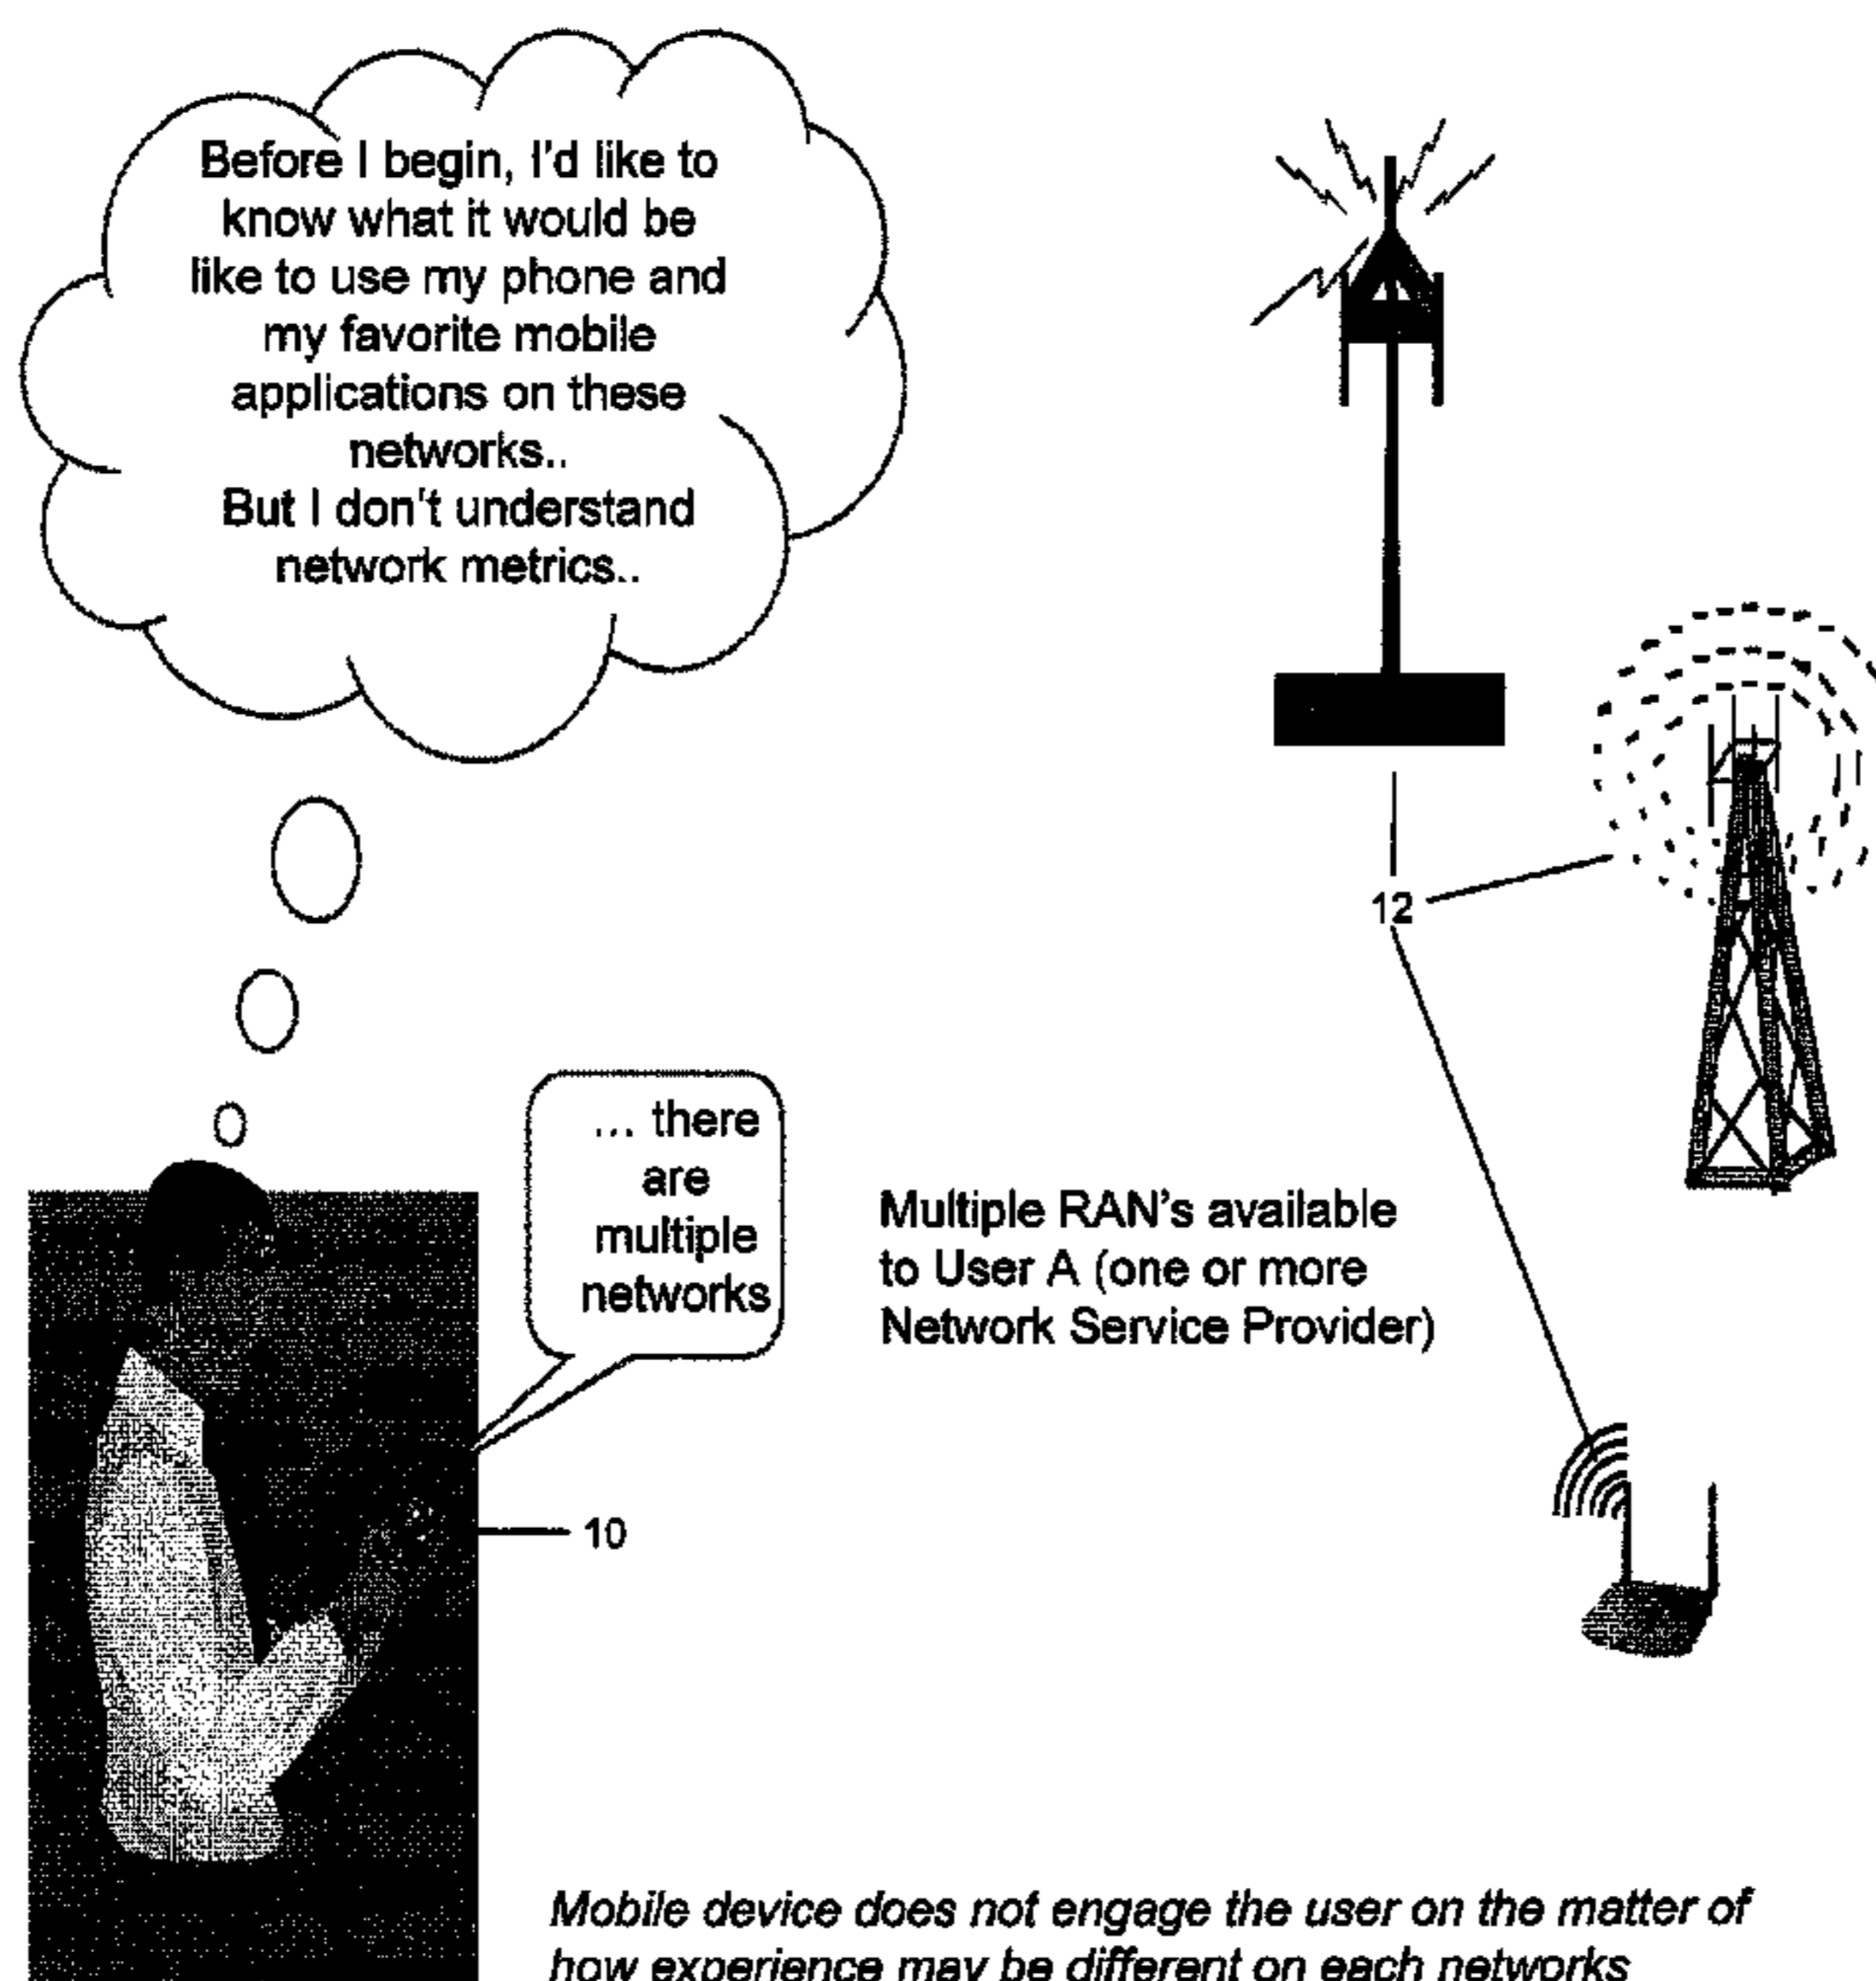 Before I begin, I'd like to
know what it would be
like to use my phone and
my favorite mobile
applications on these
networks..
But I don't understand
network metrics..
12
... there
are
multiple
networks
Multiple RAN's available
to User A (one or more
Network Service Provider)
10
Mobile device does not engage the user on the matter of
how experience may be different on each networks